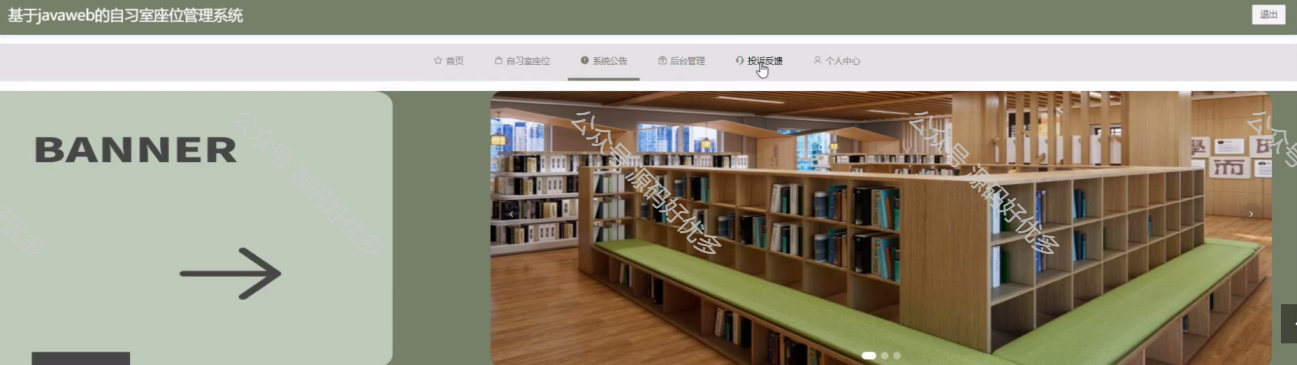 基于javaweb的自习室座位管理系统
退出
首页 自习室座位 系统公告 后台管理 投诉反馈 个人中心
BANNER
公众号:源码好优多
公众号:源码好优多
而